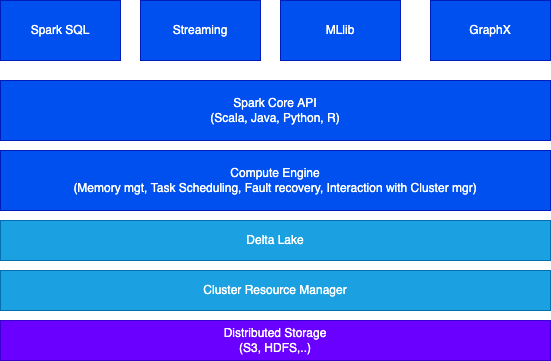 Spark SQL
Streaming
MLlib
GraphX
Spark Core API
(Scala, Java, Python, R)
Compute Engine
(Memory mgt, Task Scheduling, Fault recovery, Interaction with Cluster mgr)
Delta Lake
Cluster Resource Manager
Distributed Storage
(S3, HDFS,..)